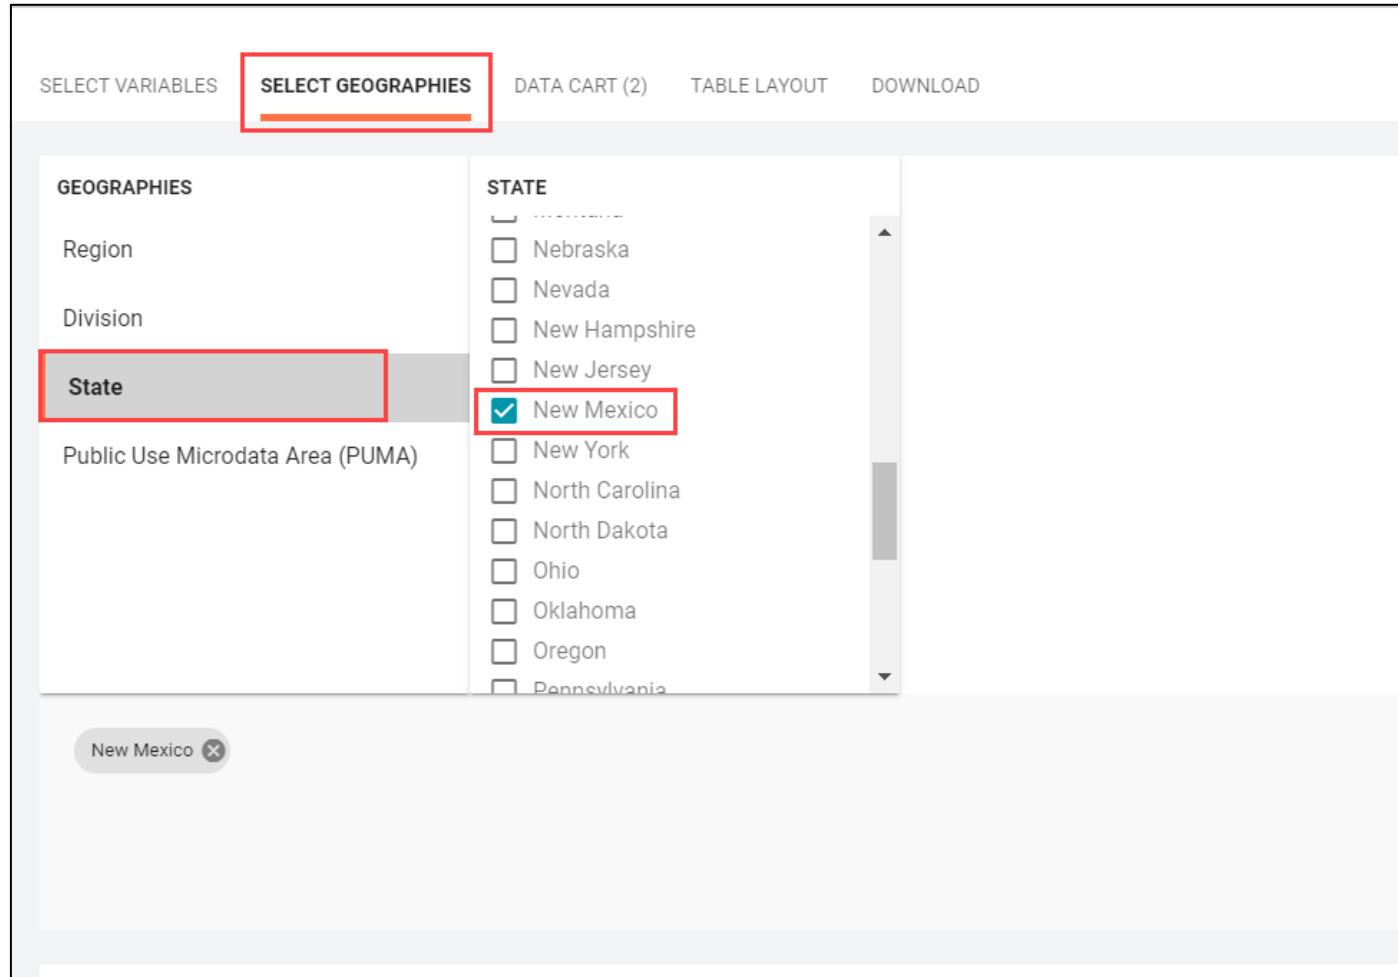 SELECT VARIABLES SELECT GEOGRAPHIES DATA CART (2) TABLE LAYOUT DOWNLOAD
GEOGRAPHIES
Region
Division
State
Public Use Microdata Area (PUMA)
STATE
Nebraska
Nevada
New Hampshire
New Jersey
New Mexico
New York
North Carolina
North Dakota
Ohio
Oklahoma
Oregon
Pennsylvania
New Mexico